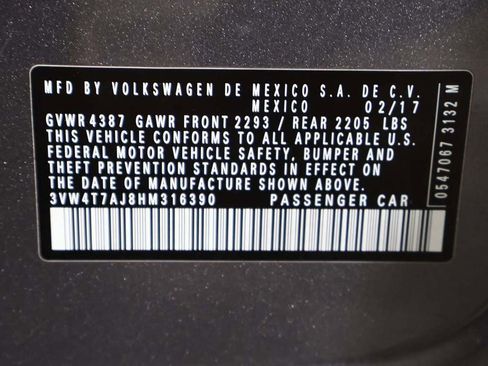 MFD BY VOLKSWAGEN DE MEXICO S.A. DE C.V.
MEXICO 02/17
GVWR 4387 GAWR FRONT 2293 / REAR 2205 LBS
THIS VEHICLE CONFORMS TO ALL APPLICABLE U.S.
FEDERAL MOTOR VEHICLE SAFETY, BUMPER AND
THEFT PREVENTION STANDARDS IN EFFECT ON
THE DATE OF MANUFACTURE SHOWN ABOVE.
3VW4T7AJ8HM316390 PASSENGER CAR
0547067 3132 M